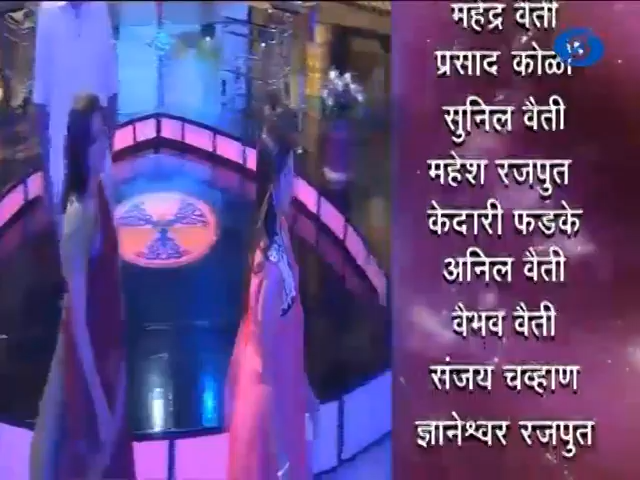 महेंद्र वैती
प्रसाद कोळी
सुनिल वैती
महेश रजपुत
केदारी फडके
अनिल वैती
वैभव वैती
संजय चव्हाण
ज्ञानेश्वर रजपुत